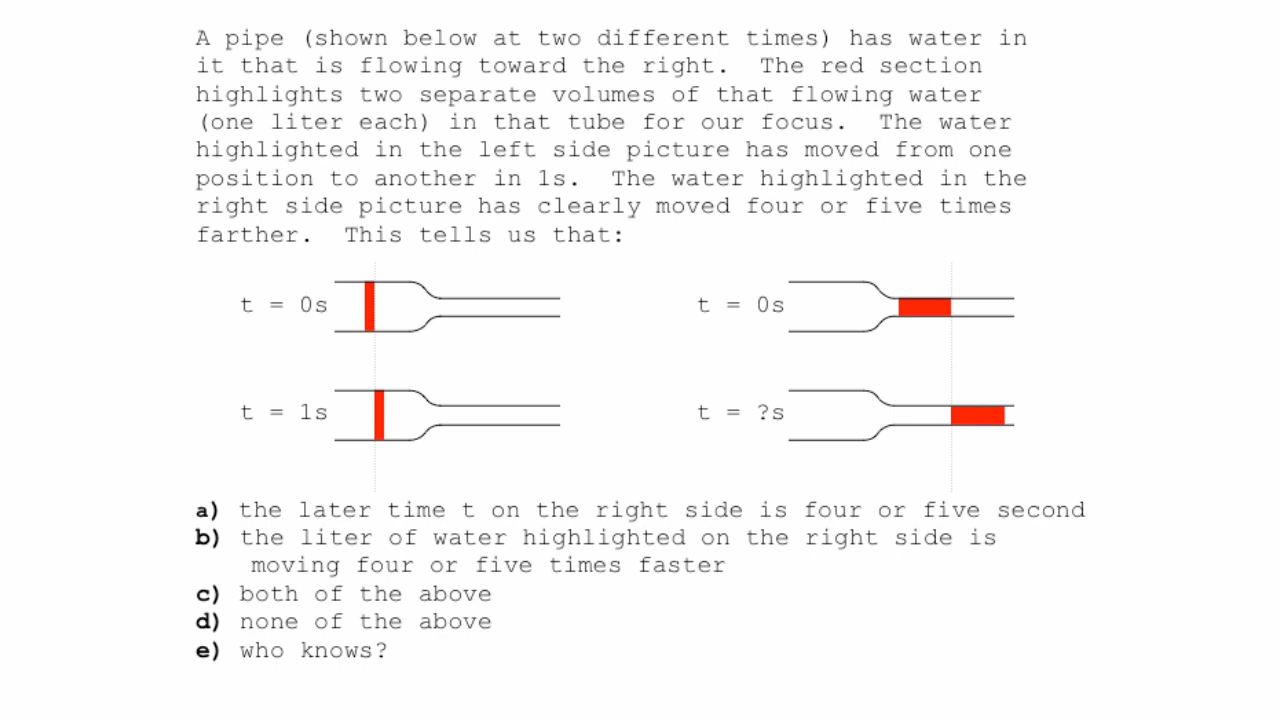 A pipe (shown below at two different times) has water in
it that is flowing toward the right.  The red section
highlights two separate volumes of that flowing water
(one liter each) in that tube for our focus.  The water
highlighted in the left side picture has moved from one
position to another in 1s.  The water highlighted in the
right side picture has clearly moved four or five times
farther.  This tells us that:
t = 0s
t = 0s
t = 1s
t = ?s
a) the later time t on the right side is four or five second
b) the liter of water highlighted on the right side is
moving four or five times faster
c) both of the above
d) none of the above
e) who knows?